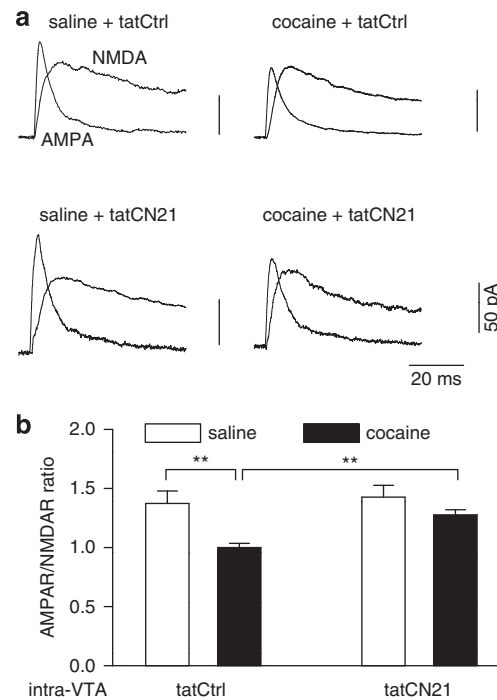 a
saline + tatCtrl
cocaine + tatCtrl
NMDA
AMPA
saline + tatCN21
cocaine + tatCN21
50 pA
20 ms
b
AMPAR/NMDAR ratio
2.0
1.5
1.0
0.5
0.0
saline
cocaine
**
**
intra-VTA
tatCtrl
tatCN21